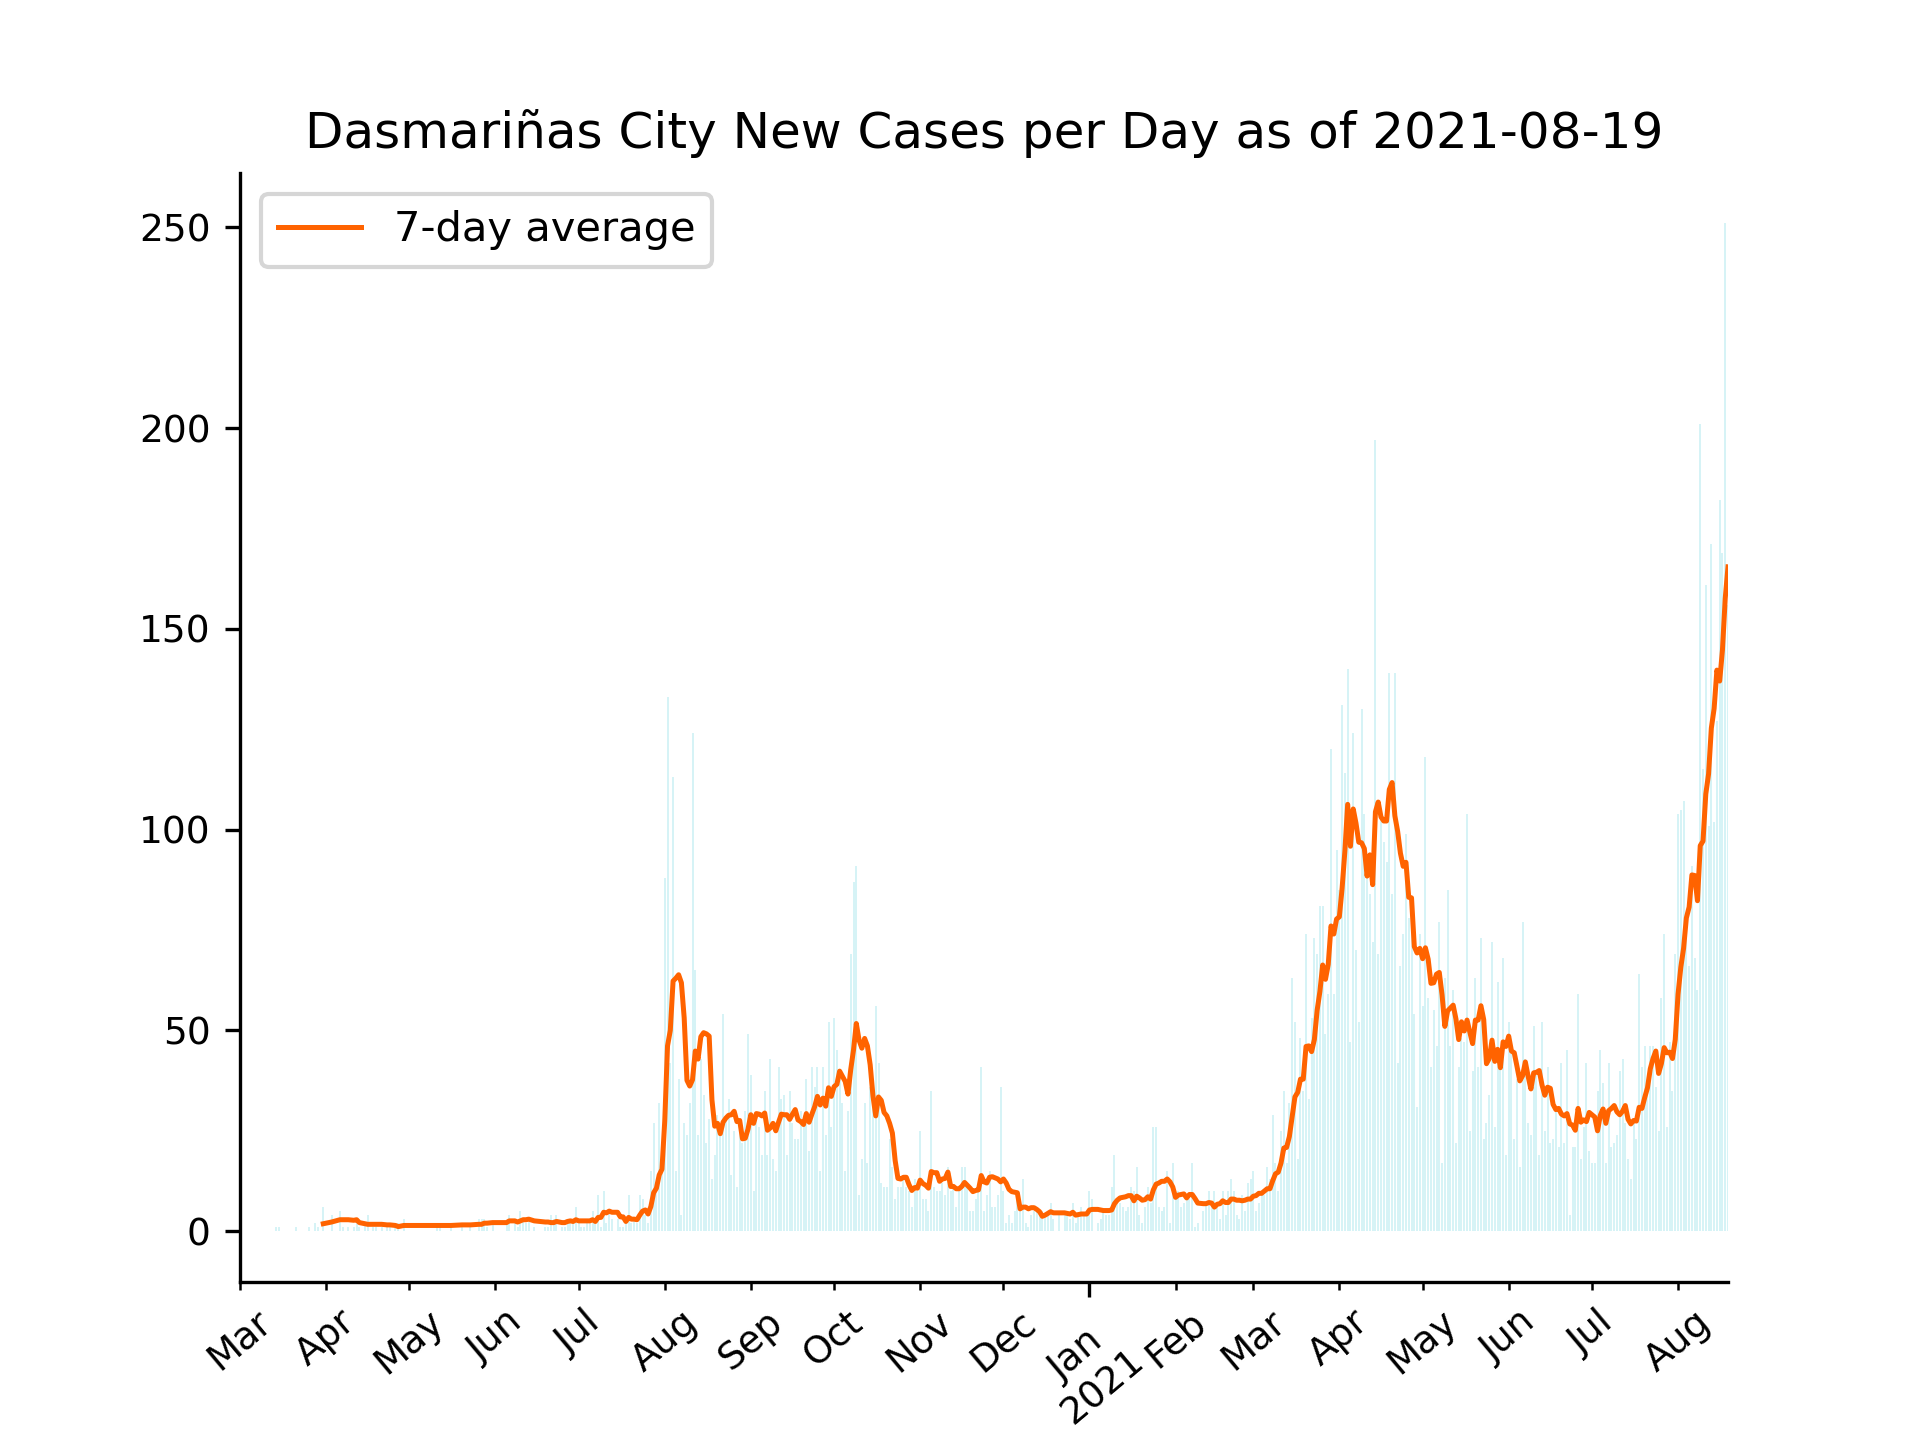 Dasmariñas City New Cases per Day as of 2021-08-19
7-day average
250
200
150
100
50
0
Mar Apr May Jun Jul Aug Sep Oct Nov Dec Jan Feb Mar Apr May Jun Jul Aug
2021